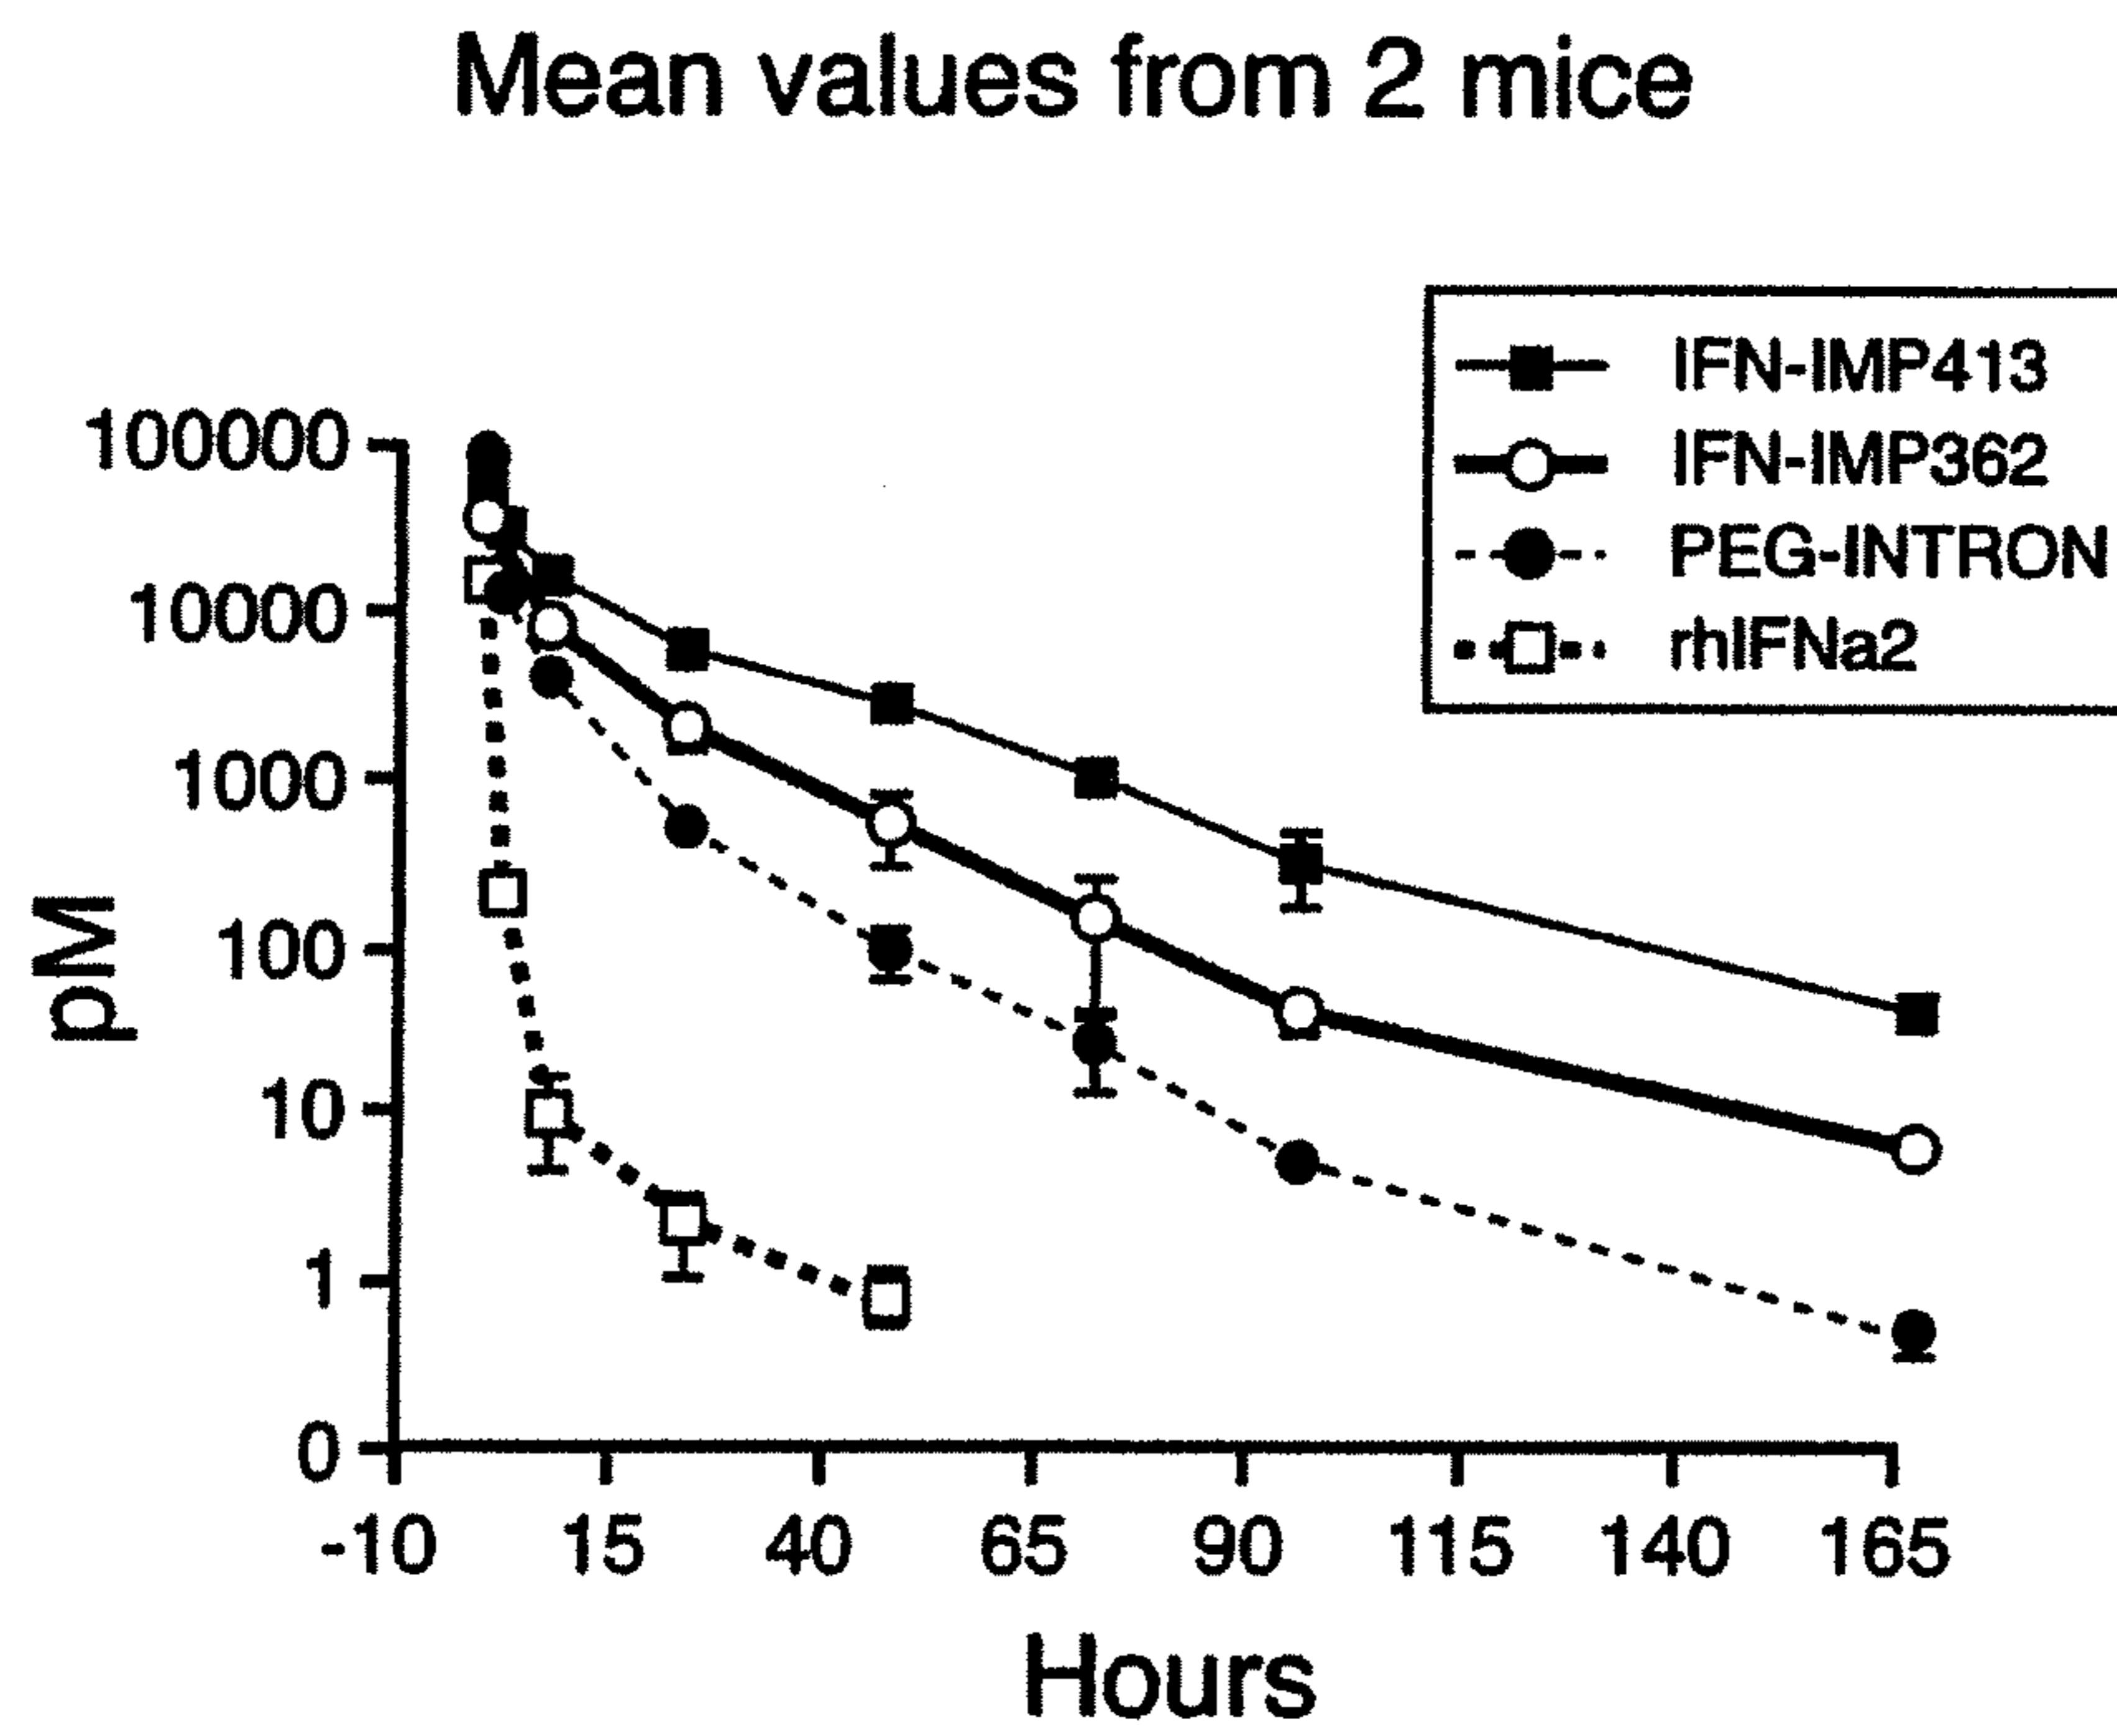 Mean values from 2 mice
IFN-IMP413
IFN-IMP362
PEG-INTRON
rhIFNa2
100000
10000
1000
100
10
1
0
pM
-10 15 40 65 90 115 140 165
Hours